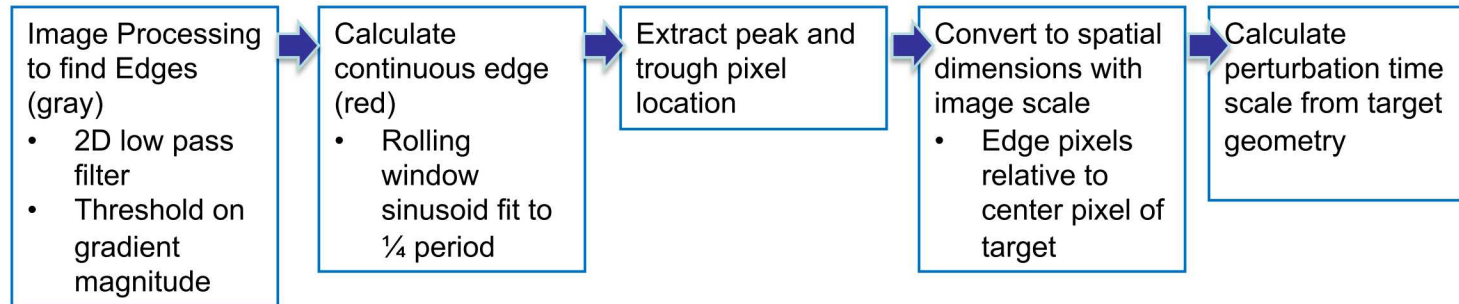 Image Processing
to find Edges
(gray)
• 2D low pass
filter
• Threshold on
gradient
magnitude
Calculate
continuous edge
(red)
• Rolling
window
sinusoid fit to
¼ period
Extract peak and
trough pixel
location
Convert to spatial
dimensions with
image scale
• Edge pixels
relative to
center pixel of
target
Calculate
perturbation time
scale from target
geometry